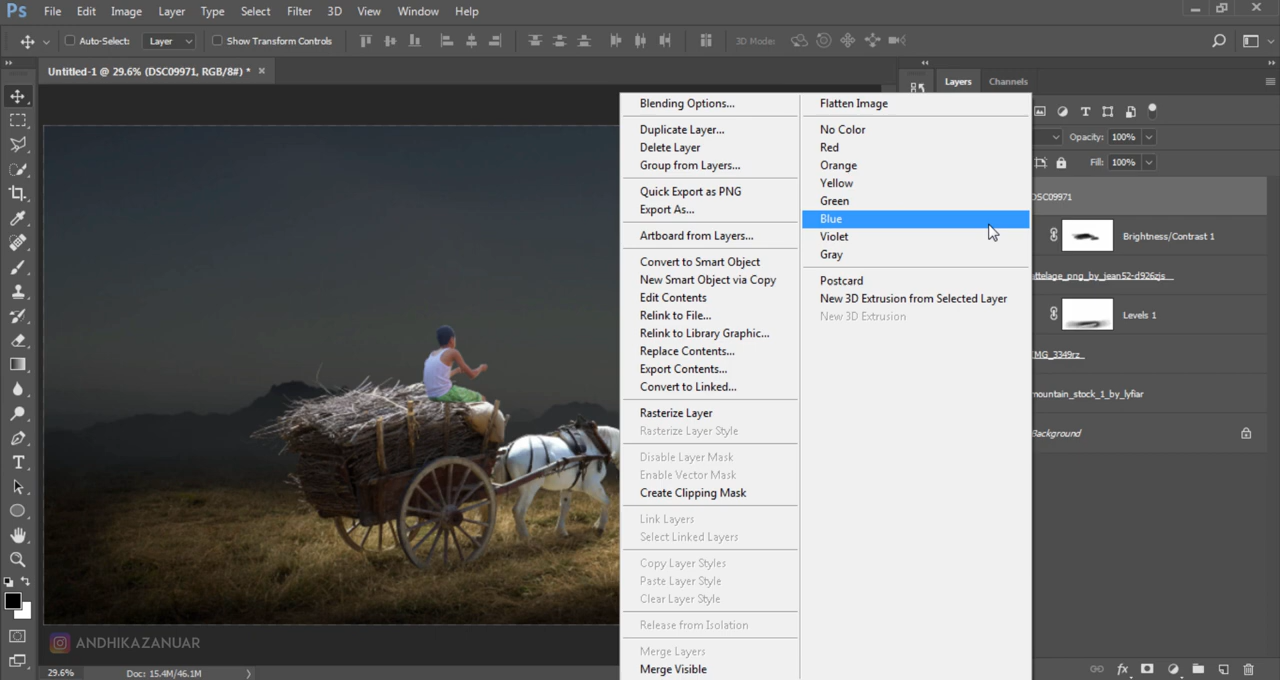 Ps File Edit Image Layer Type Select Filter 3D View Window Help
Auto-Select: Layer Show Transform Controls 3D Mode:
Untitled-1 @ 29.6% (DSC09971, RGB/8#) * ×
Layers Channels
Opacity: 100%
Fill: 100%
DSC09971
Brightness/Contrast 1
attelage_png_by_jean52-d926zjs
Levels 1
IMG_3349rz
mountain_stock_1_by_lyfiar
Background
Blending Options...
Duplicate Layer...
Delete Layer
Group from Layers...
Quick Export as PNG
Export As...
Artboard from Layers...
Convert to Smart Object
New Smart Object via Copy
Edit Contents
Relink to File...
Relink to Library Graphic...
Replace Contents...
Export Contents...
Convert to Linked...
Rasterize Layer
Rasterize Layer Style
Disable Layer Mask
Enable Vector Mask
Create Clipping Mask
Link Layers
Select Linked Layers
Copy Layer Styles
Paste Layer Style
Clear Layer Style
Release from Isolation
Merge Layers
Merge Visible
Flatten Image
No Color
Red
Orange
Yellow
Green
Blue
Violet
Gray
Postcard
New 3D Extrusion from Selected Layer
New 3D Extrusion
ANDHIKAZANUAR
29.6% Doc: 15.4M/46.1M
fx